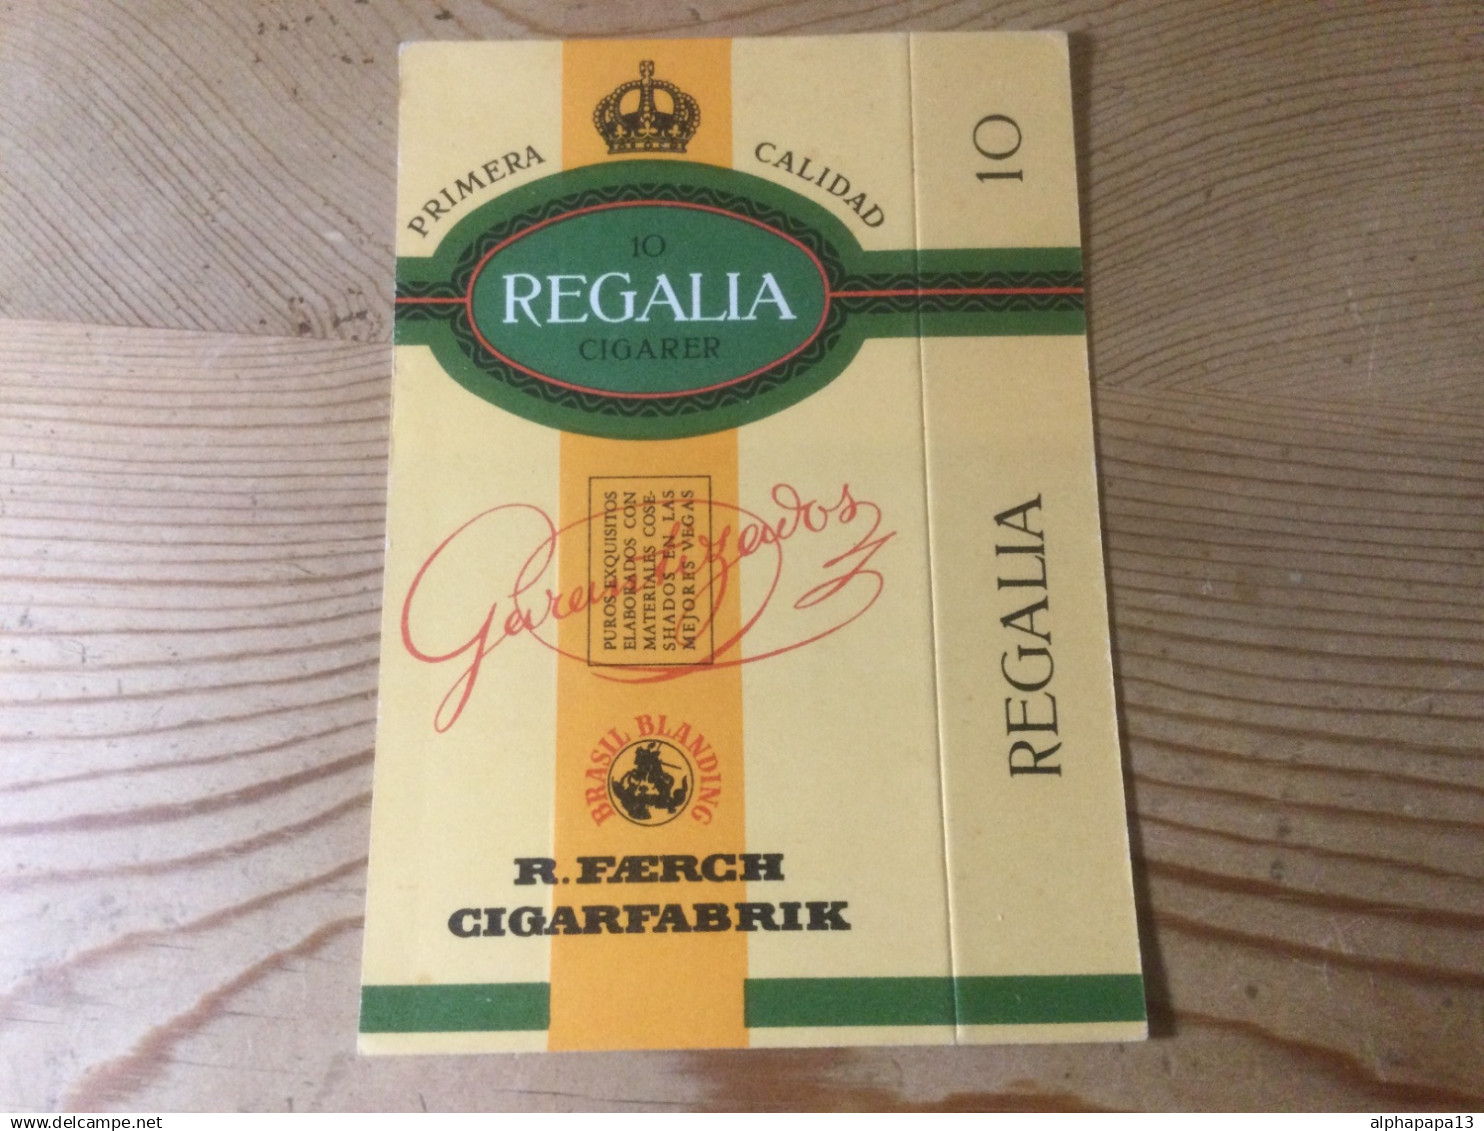 PRIMERA CALIDAD
10
REGALIA
CIGARER
Garantizados
PUROS EXQUISITOS
ELABORADOS CON
MATERIALES COSE-
SHADOS EN LAS
MEJORES VEGAS
BRASIL BLANDING
R. FÆRCH
CIGARFABRIK
10
REGALIA
www.delcampe.net
alphapapa13